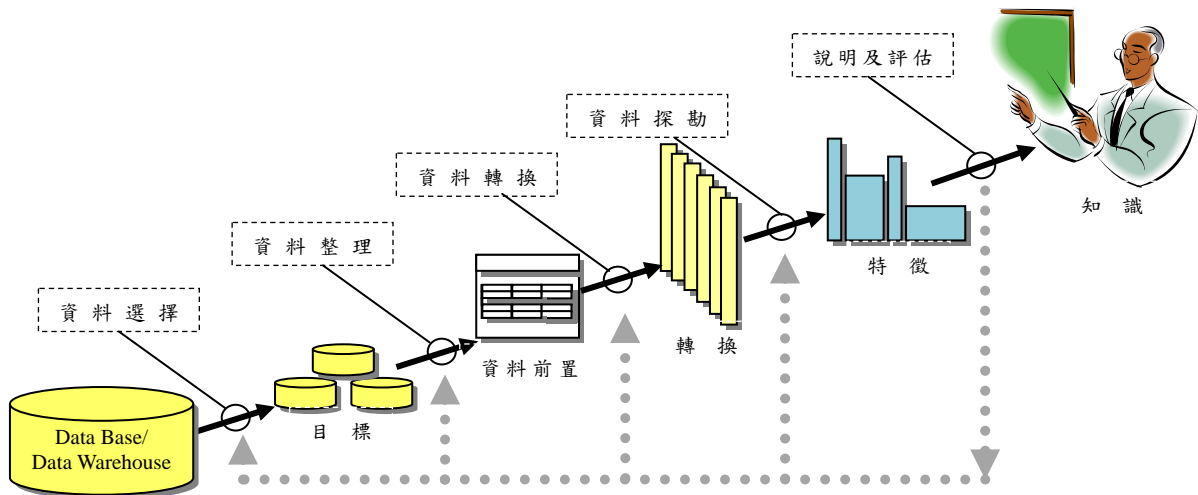 說明及評估
資料探勘
資料轉換
知識
資料整理
特徵
資料選擇
轉換
資料前置
目標
Data Base/
Data Warehouse